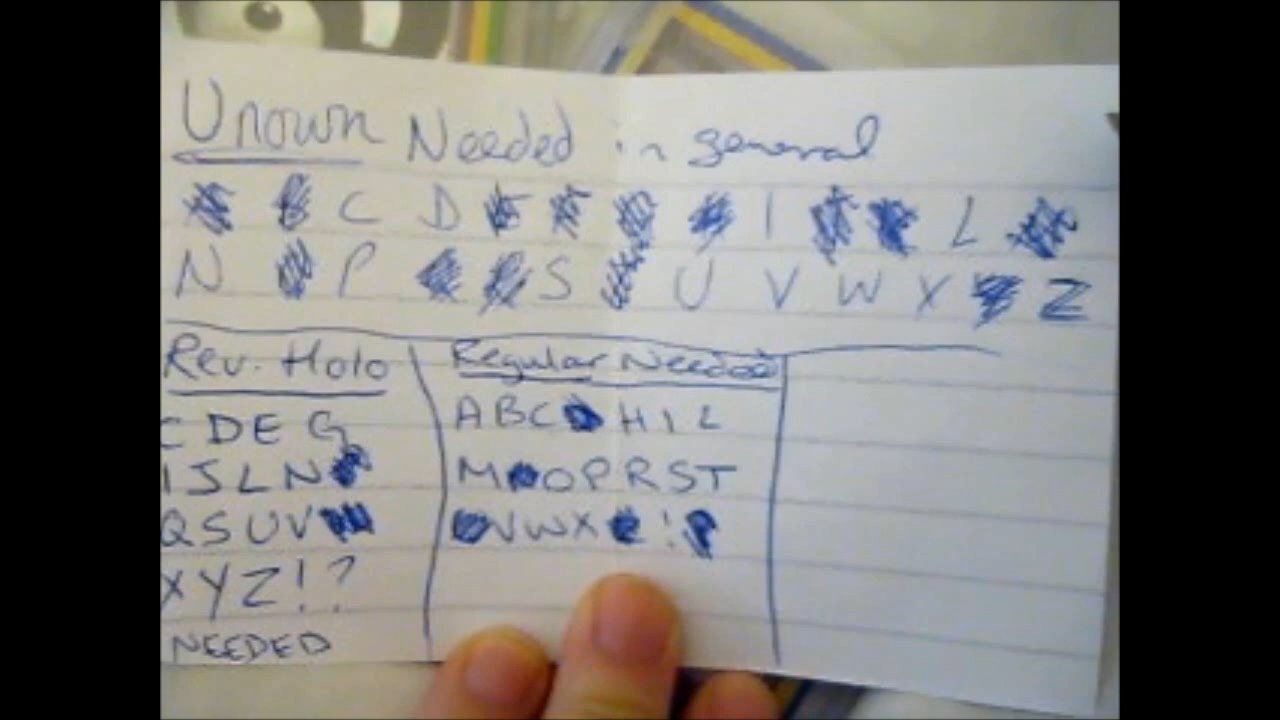 Unown Needed in general
C D I L
N P S U V W X Z
Rev. Holo
C D E G
I J L N
Q S U V
X Y Z ! ?
NEEDED
Regular Needed
A B C H I L
M O P R S T
V W X !